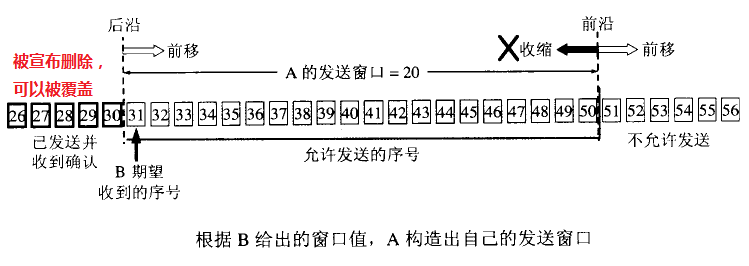 后沿
前沿
被宣布删除，
可以被覆盖
前移
收缩
前移
A 的发送窗口 = 20
26 27 28 29 30 31 32 33 34 35 36 37 38 39 40 41 42 43 44 45 46 47 48 49 50 51 52 53 54 55 56
已发送并
收到确认
B 期望
收到的序号
允许发送的序号
不允许发送
根据 B 给出的窗口值，A 构造出自己的发送窗口